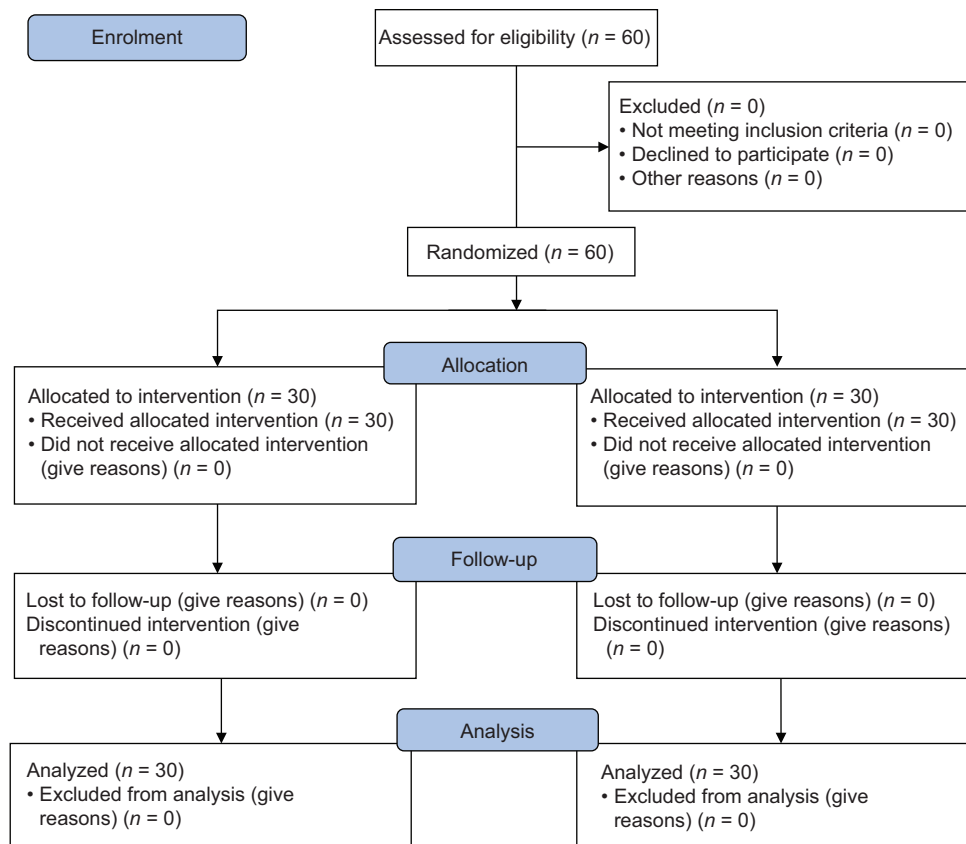 Enrolment
Assessed for eligibility (n = 60)
Excluded (n = 0)
• Not meeting inclusion criteria (n = 0)
• Declined to participate (n = 0)
• Other reasons (n = 0)
Randomized (n = 60)
Allocation
Allocated to intervention (n = 30)
• Received allocated intervention (n = 30)
• Did not receive allocated intervention
(give reasons) (n = 0)
Allocated to intervention (n = 30)
• Received allocated intervention (n = 30)
• Did not receive allocated intervention
(give reasons) (n = 0)
Follow-up
Lost to follow-up (give reasons) (n = 0)
Discontinued intervention (give
reasons) (n = 0)
Lost to follow-up (give reasons) (n = 0)
Discontinued intervention (give reasons)
(n = 0)
Analysis
Analyzed (n = 30)
• Excluded from analysis (give
reasons) (n = 0)
Analyzed (n = 30)
• Excluded from analysis (give
reasons) (n = 0)